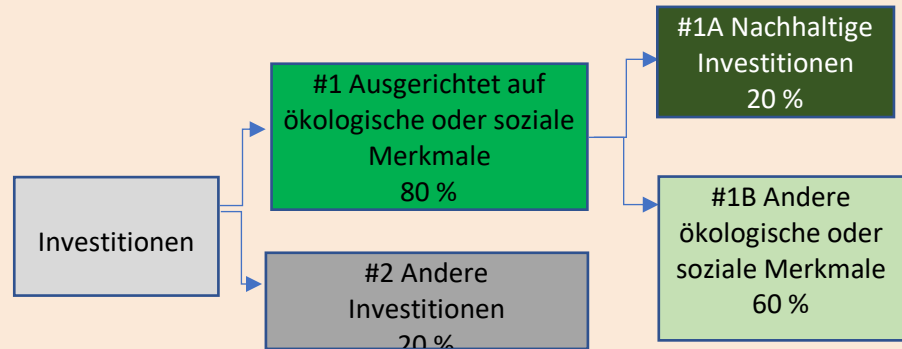 Investitionen
#1 Ausgerichtet auf
ökologische oder soziale
Merkmale
80 %
#2 Andere
Investitionen
20 %
#1A Nachhaltige
Investitionen
20 %
#1B Andere
ökologische oder
soziale Merkmale
60 %